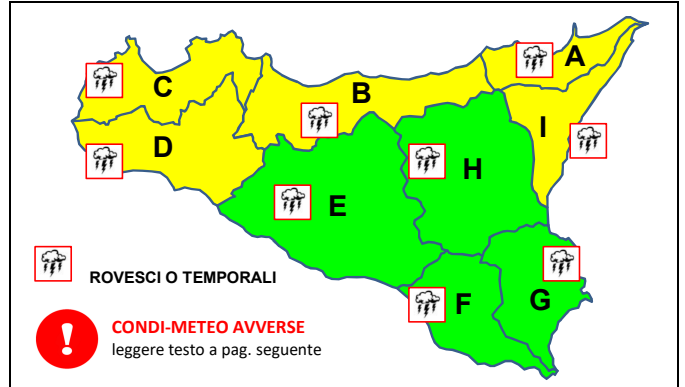 A
C
B
I
D
H
E
F
G
ROVESCI O TEMPORALI
!
CONDI-METEO AVVERSE
leggere testo a pag. seguente